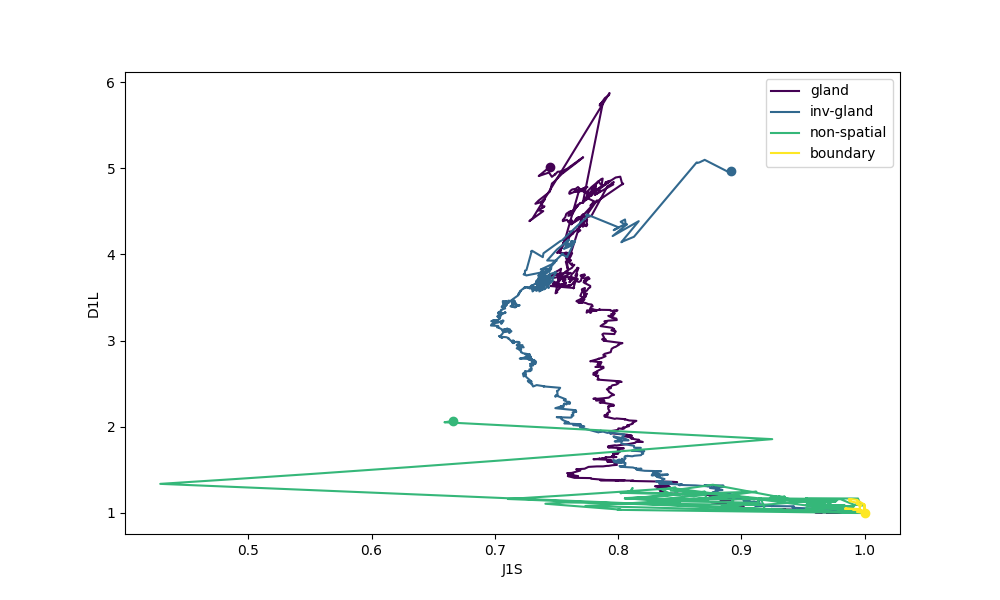 6
5
4
3
2
1
D1L
0.5 0.6 0.7 0.8 0.9 1.0
J1S
gland
inv-gland
non-spatial
boundary